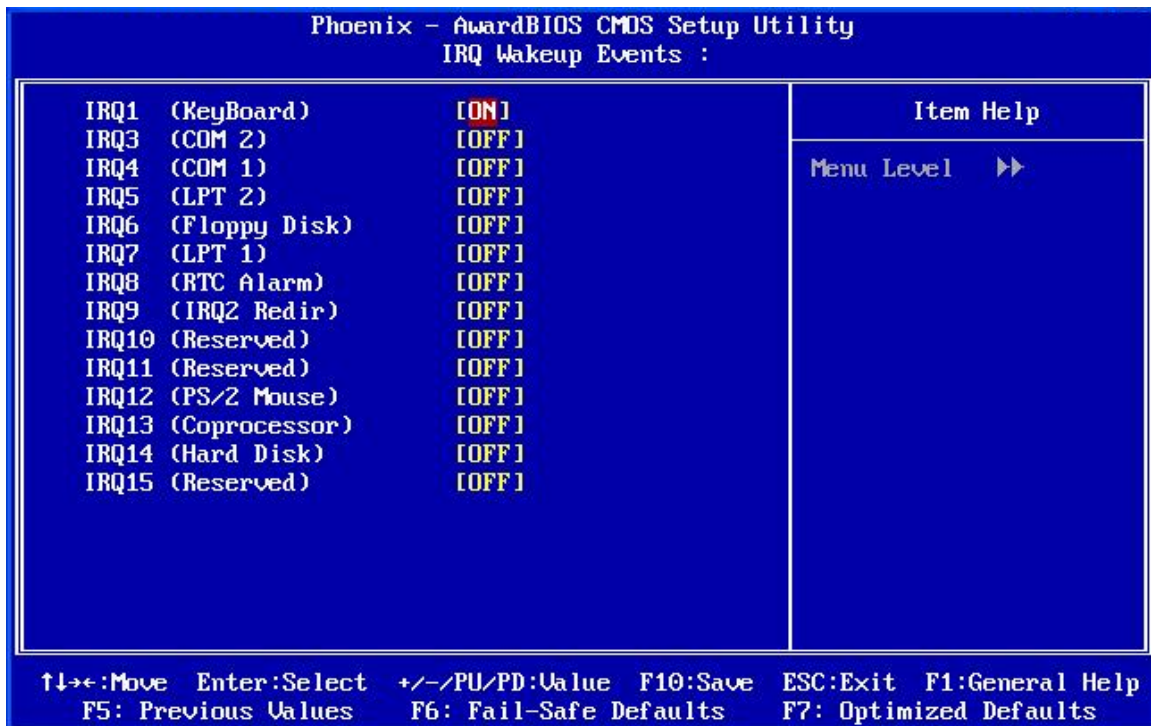 Phoenix - AwardBIOS CMOS Setup Utility
IRQ Wakeup Events :
IRQ1 (KeyBoard) [ON]
IRQ3 (COM 2) [OFF]
IRQ4 (COM 1) [OFF]
IRQ5 (LPT 2) [OFF]
IRQ6 (Floppy Disk) [OFF]
IRQ7 (LPT 1) [OFF]
IRQ8 (RTC Alarm) [OFF]
IRQ9 (IRQ2 Redir) [OFF]
IRQ10 (Reserved) [OFF]
IRQ11 (Reserved) [OFF]
IRQ12 (PS/2 Mouse) [OFF]
IRQ13 (Coprocessor) [OFF]
IRQ14 (Hard Disk) [OFF]
IRQ15 (Reserved) [OFF]
Item Help
Menu Level ►►
↑↓→←:Move Enter:Select +/-/PU/PD:Value F10:Save ESC:Exit F1:General Help
F5: Previous Values F6: Fail-Safe Defaults F7: Optimized Defaults